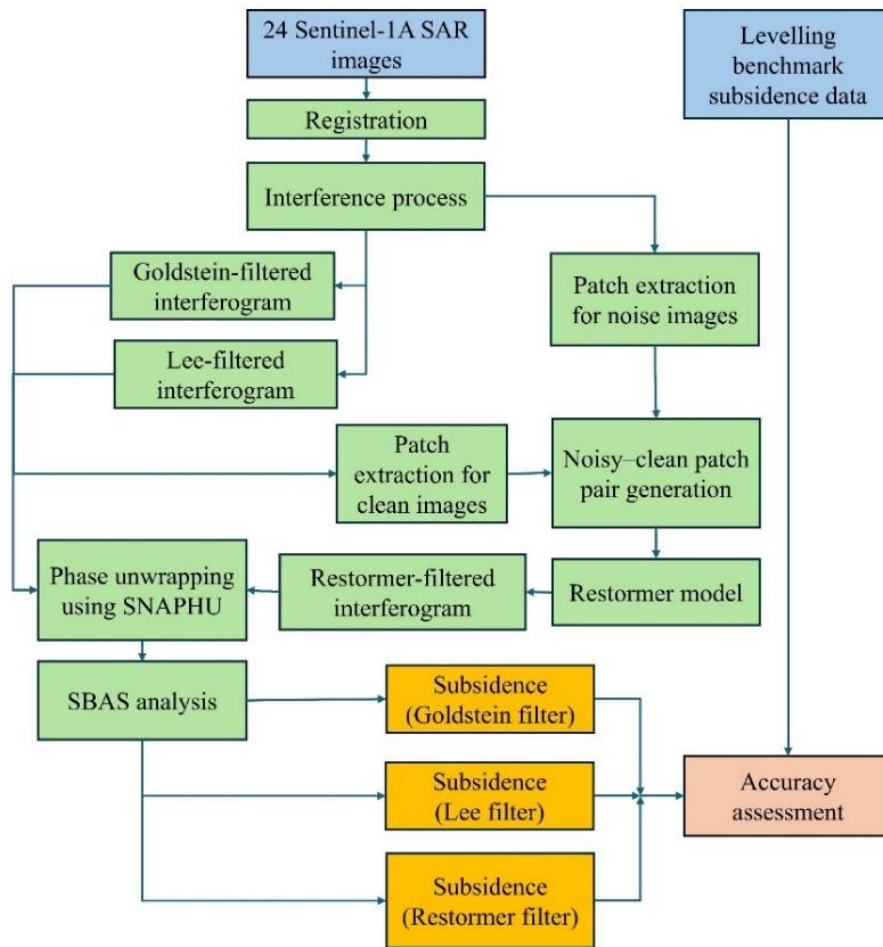 24 Sentinel-1A SAR
images
Levelling
benchmark
subsidence data
Registration
Interference process
Goldstein-filtered
interferogram
Patch extraction
for noise images
Lee-filtered
interferogram
Patch
extraction for
clean images
Noisy–clean patch
pair generation
Phase unwrapping
using SNAPHU
Restormer-filtered
interferogram
Restormer model
SBAS analysis
Subsidence
(Goldstein filter)
Subsidence
(Lee filter)
Accuracy
assessment
Subsidence
(Restormer filter)